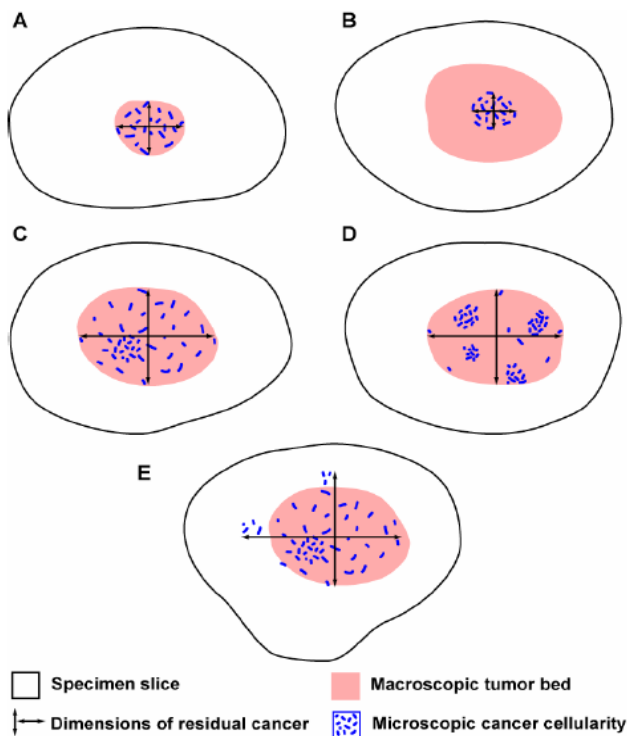 A
B
C
D
E
Specimen slice
Macroscopic tumor bed
Dimensions of residual cancer
Microscopic cancer cellularity